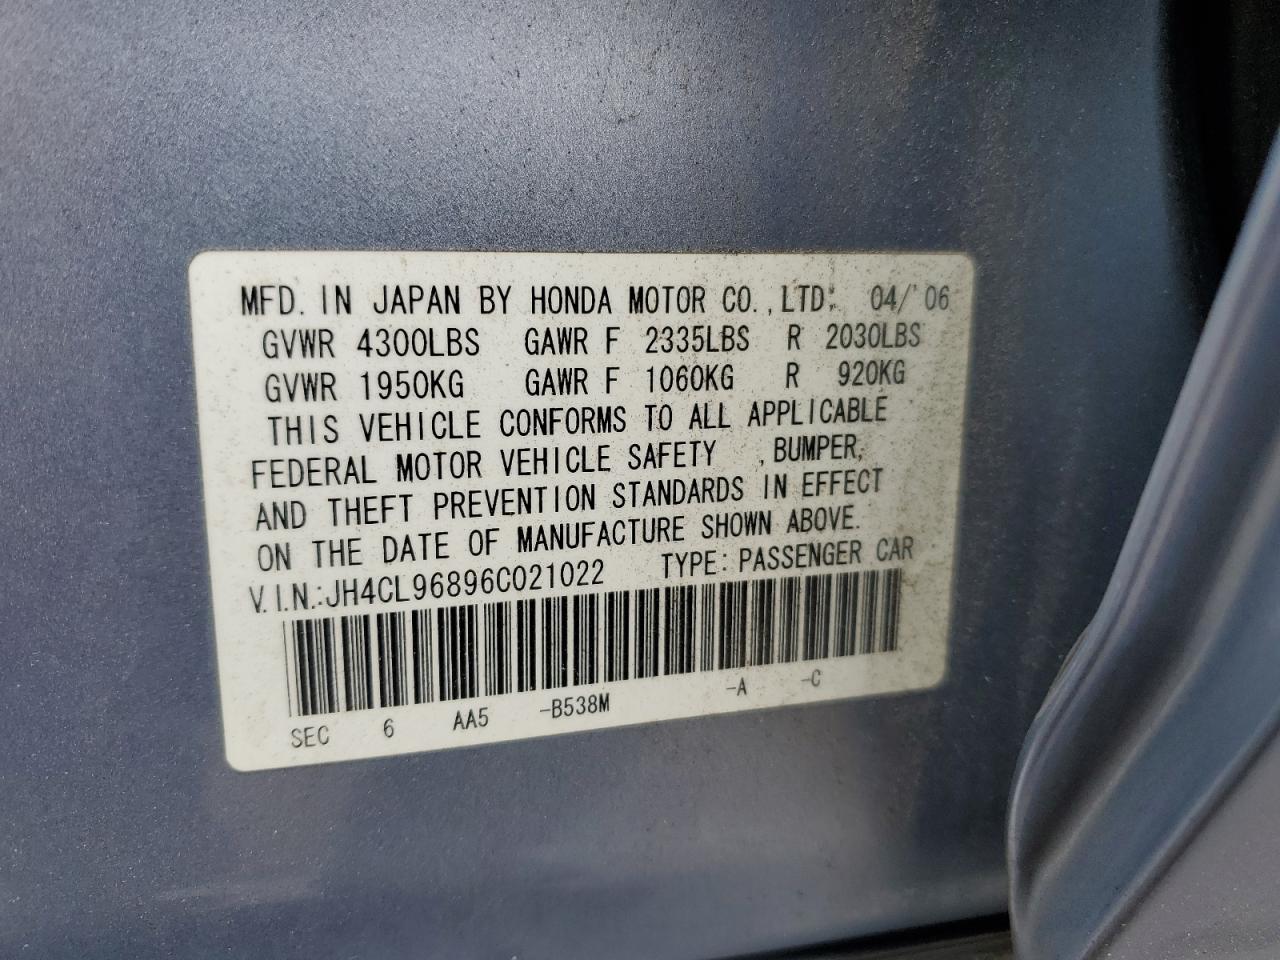 MFD. IN JAPAN BY HONDA MOTOR CO., LTD. 04/'06
GVWR 4300LBS GAWR F 2335LBS R 2030LBS
GVWR 1950KG GAWR F 1060KG R 920KG
THIS VEHICLE CONFORMS TO ALL APPLICABLE
FEDERAL MOTOR VEHICLE SAFETY , BUMPER,
AND THEFT PREVENTION STANDARDS IN EFFECT
ON THE DATE OF MANUFACTURE SHOWN ABOVE.
V.I.N.:JH4CL96896C021022 TYPE: PASSENGER CAR
SEC 6 AA5 -B538M -A -C